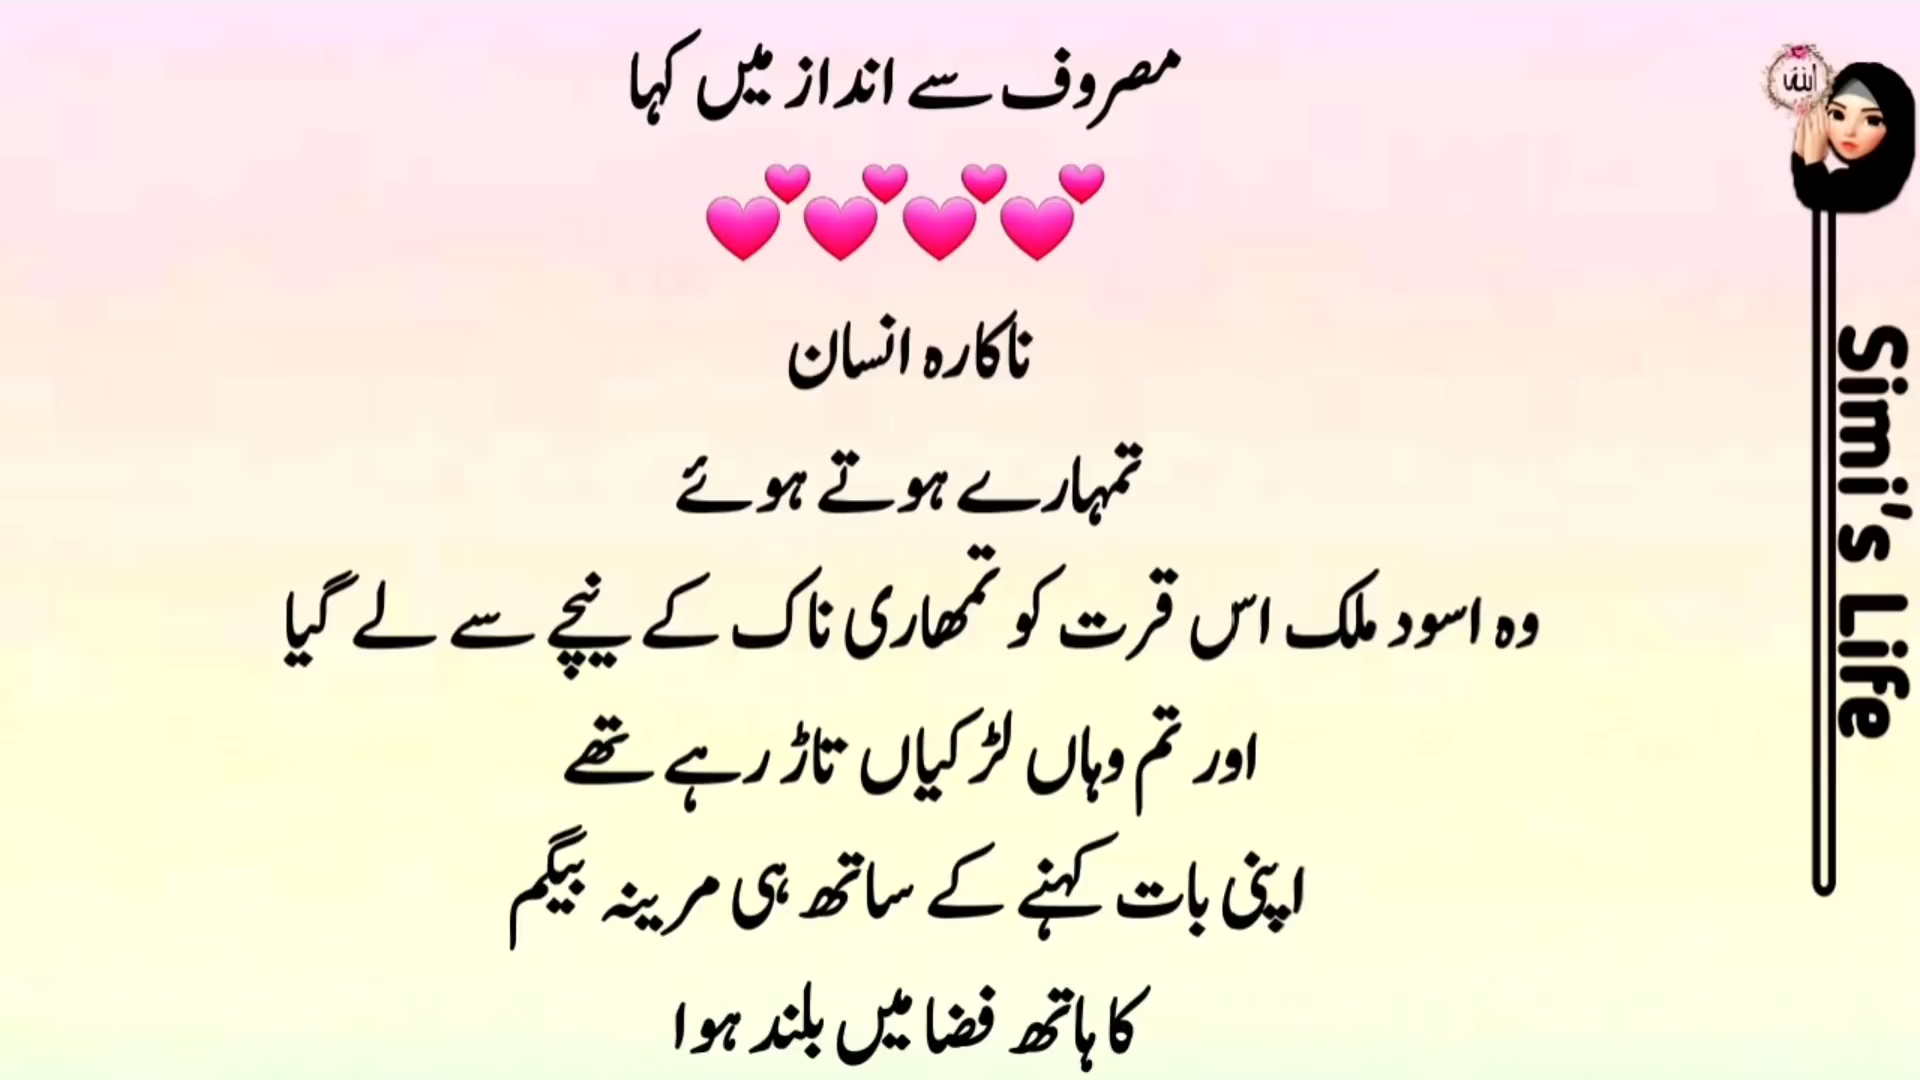 مصروف سے انداز میں کہا
💕💕💕💕
ناکارہ انسان
تمہارے ہوتے ہوئے
وہ اسود ملک اس قرت کو تمھاری ناک کے نیچے سے لے گیا
اور تم وہاں لڑکیاں تاڑ رہے تھے
اپنی بات کہنے کے ساتھ ہی مرینہ بیگم
کا ہاتھ فضا میں بلند ہوا
الله
Simi's Life